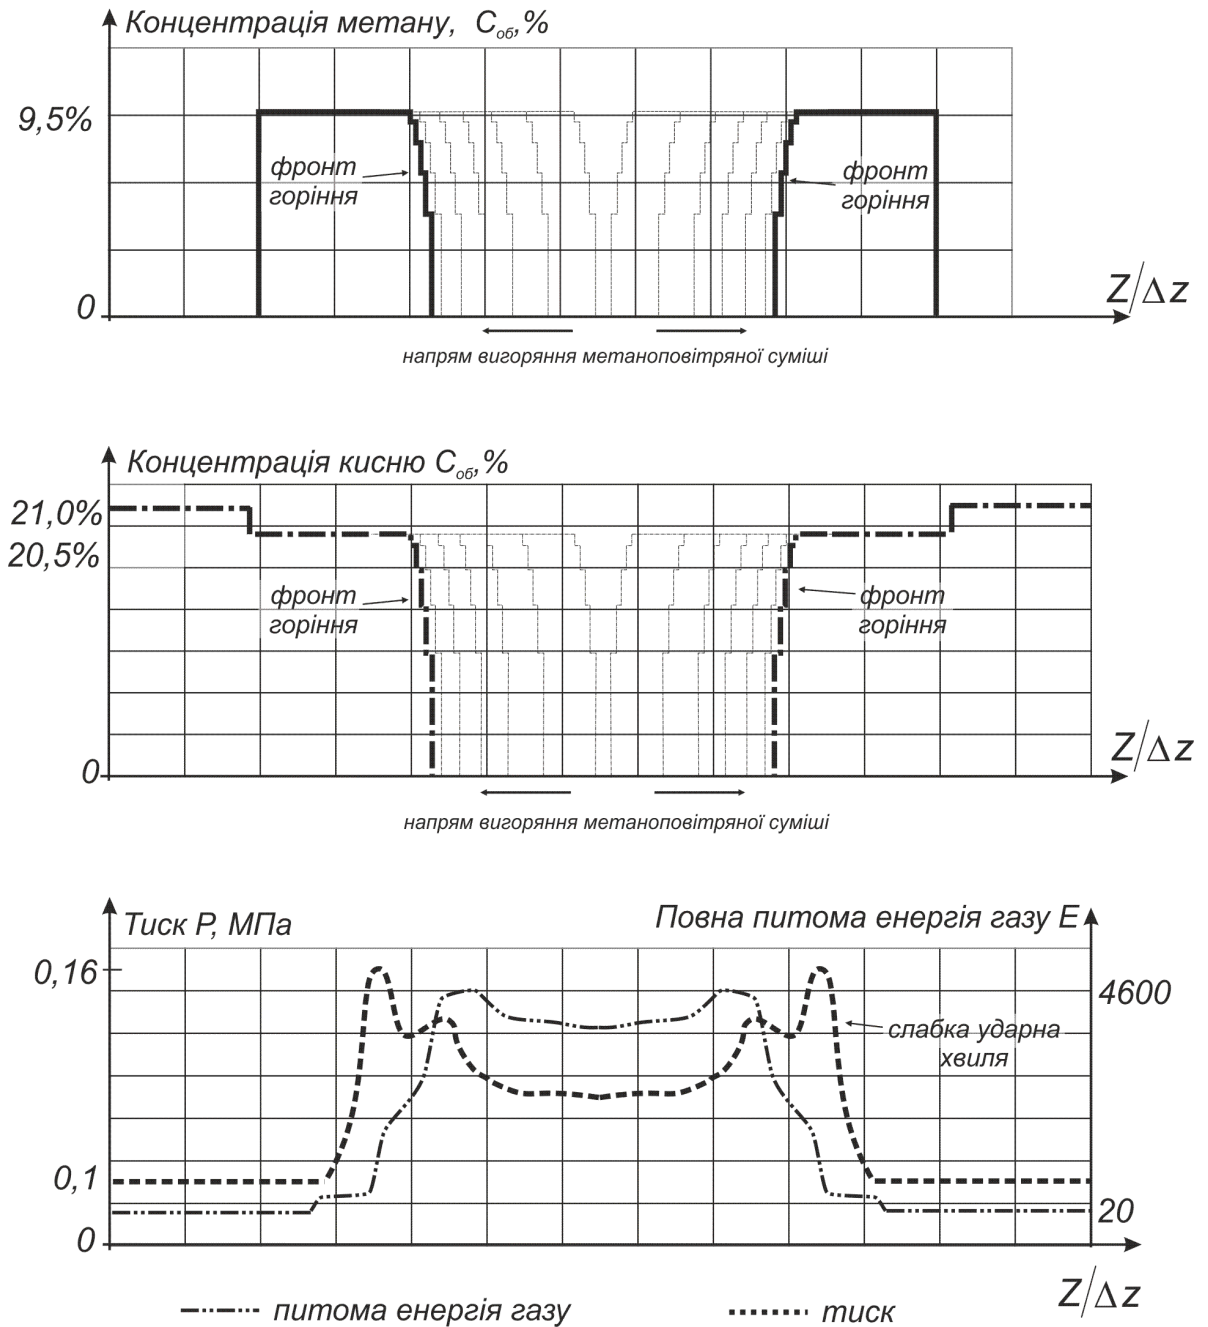 Концентрація метану, Cоб,%
9,5%
фронт
горіння
фронт
горіння
0
Z/Δz
напрям вигоряння метаноповітряної суміші
Концентрація кисню Cоб,%
21,0%
20,5%
фронт
горіння
фронт
горіння
0
Z/Δz
напрям вигоряння метаноповітряної суміші
Тиск P, МПа
Повна питома енергія газу E
0,16
4600
слабка ударна
хвиля
0,1
20
0
Z/Δz
питома енергія газу
тиск